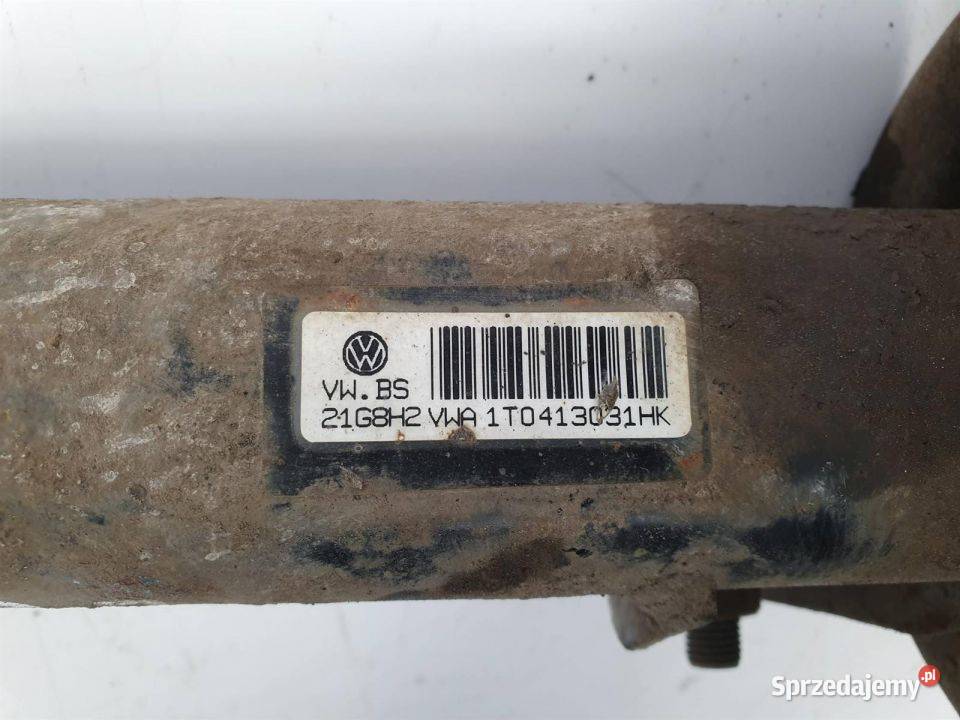 VW.BS
21G8H2 VWA 1T0413031HK
Sprzedajemy.pl